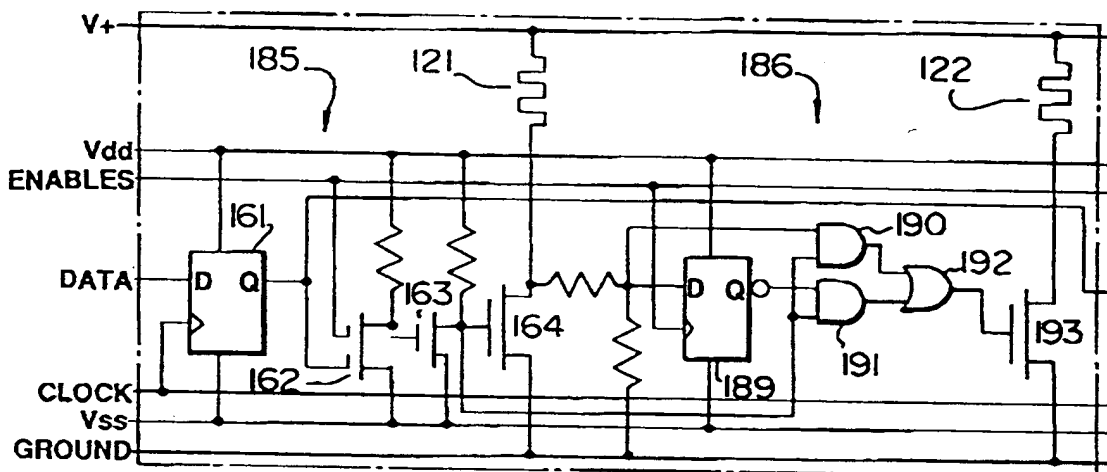 V+
185
121
186
122
Vdd
ENABLES
161
190
DATA
D Q
163
D Q
192
164
193
162
191
CLOCK
189
Vss
GROUND